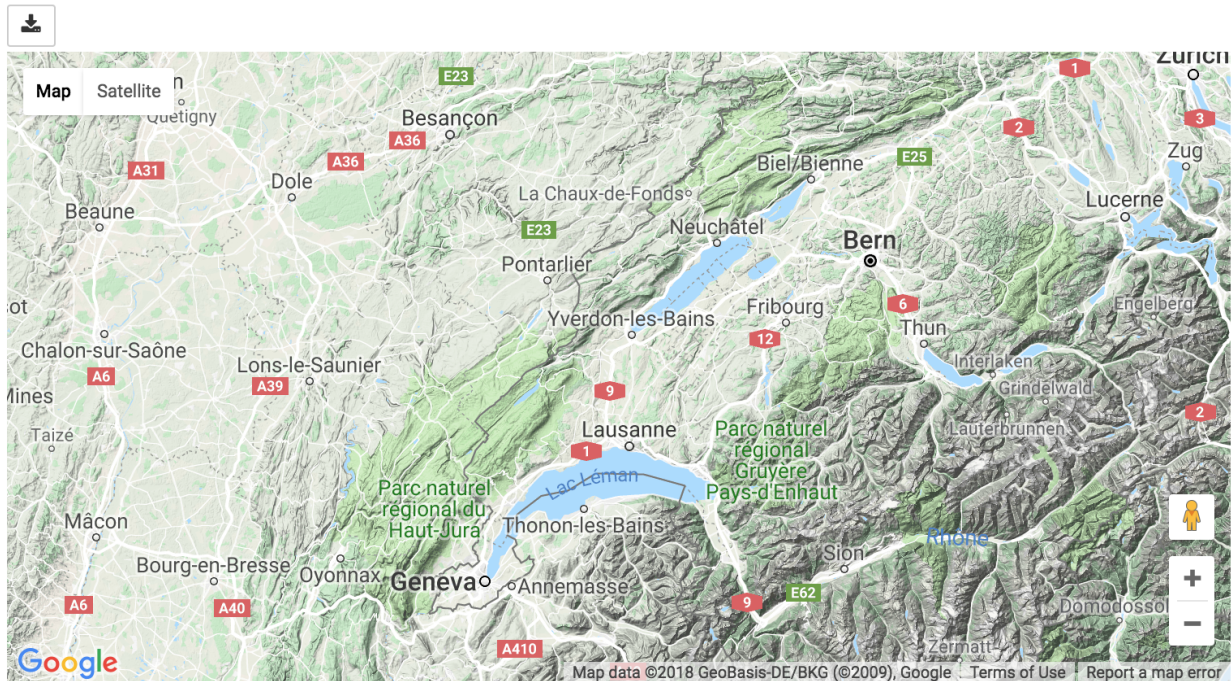 Zürich
E23
1
Map
Satellite
Quetigny
Besançon
3
A36
2
A36
E25
Zug
Biel/Bienne
A31
Dole
La Chaux-de-Fonds
Lucerne
Beaune
Neuchâtel
E23
Bern
Pontarlier
6
Engelberg
Fribourg
Yverdon-les-Bains
Thun
12
Chalon-sur-Saône
Interlaken
Lons-le-Saunier
A6
A39
9
Grindelwald
2
Lausanne
Lauterbrunnen
Taizé
1
Parc naturel
régional
Gruyère
Pays-d'Enhaut
Lac Léman
Parc naturel
régional du
Haut-Jura
Mâcon
Thonon-les-Bains
Rhône
Sion
Bourg-en-Bresse
Oyonnax
Geneva
Annemasse
E62
9
A6
A40
Domodossol
A410
Zermatt
Google
Map data ©2018 GeoBasis-DE/BKG (©2009), Google
Terms of Use
Report a map error